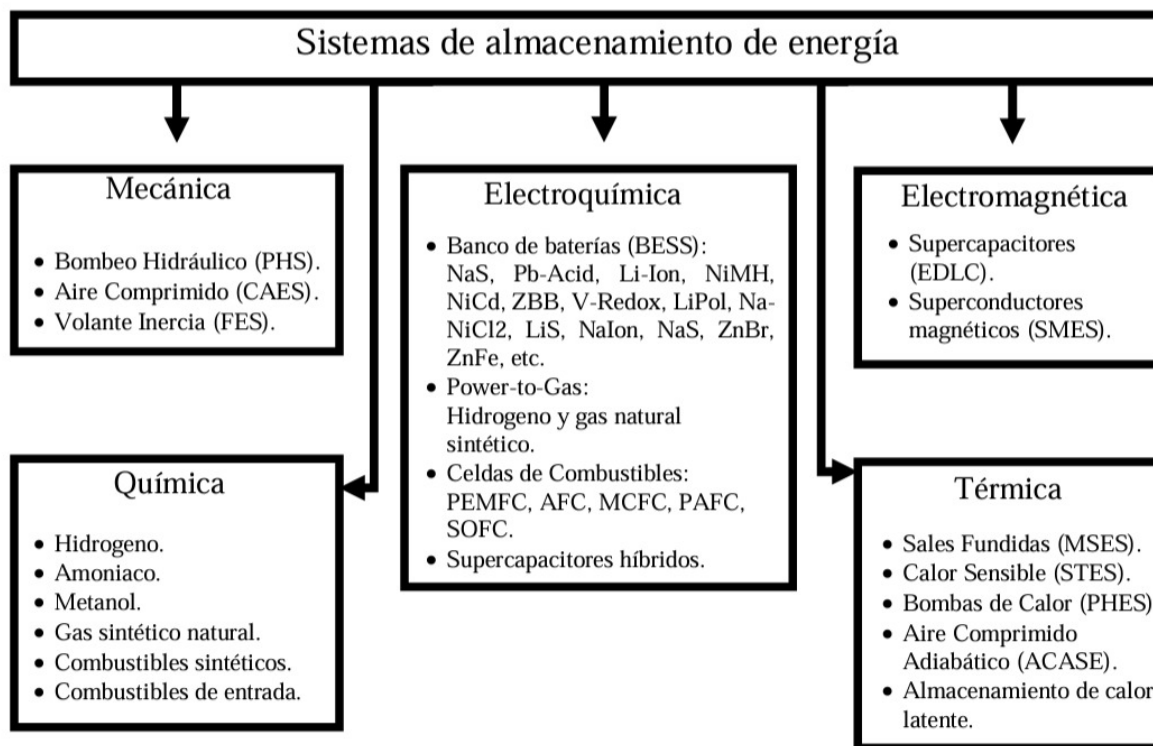 Sistemas de almacenamiento de energía
Mecánica
• Bombeo Hidráulico (PHS).
• Aire Comprimido (CAES).
• Volante Inercia (FES).
Electroquímica
• Banco de baterías (BESS):
NaS, Pb-Acid, Li-Ion, NiMH,
NiCd, ZBB, V-Redox, LiPol, Na-
NiCl2, LiS, NaIon, NaS, ZnBr,
ZnFe, etc.
• Power-to-Gas:
Hidrogeno y gas natural
sintético.
• Celdas de Combustibles:
PEMFC, AFC, MCFC, PAFC,
SOFC.
• Supercapacitores híbridos.
Electromagnética
• Supercapacitores
(EDLC).
• Superconductores
magnéticos (SMES).
Química
• Hidrogeno.
• Amoniaco.
• Metanol.
• Gas sintético natural.
• Combustibles sintéticos.
• Combustibles de entrada.
Térmica
• Sales Fundidas (MSES).
• Calor Sensible (STES).
• Bombas de Calor (PHES)
• Aire Comprimido
Adiabático (ACASE).
• Almacenamiento de calor
latente.